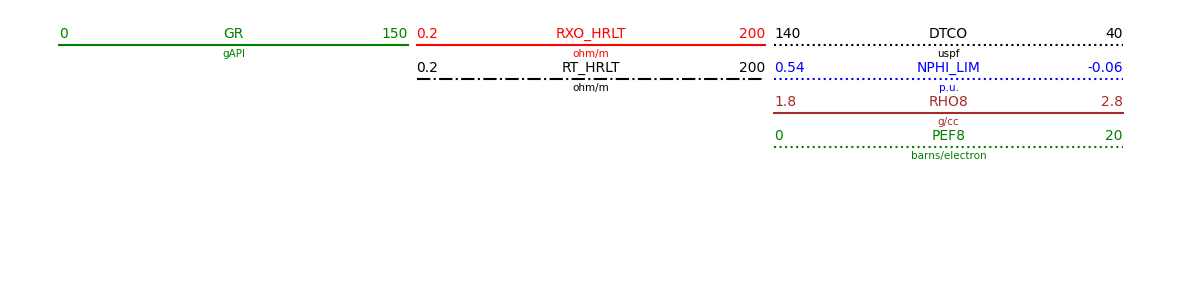 0 GR 150
gAPI
0.2 RXO_HRLT 200
ohm/m
0.2 RT_HRLT 200
ohm/m
140 DTCO 40
uspf
0.54 NPHI_LIM -0.06
p.u.
1.8 RHO8 2.8
g/cc
0 PEF8 20
barns/electron